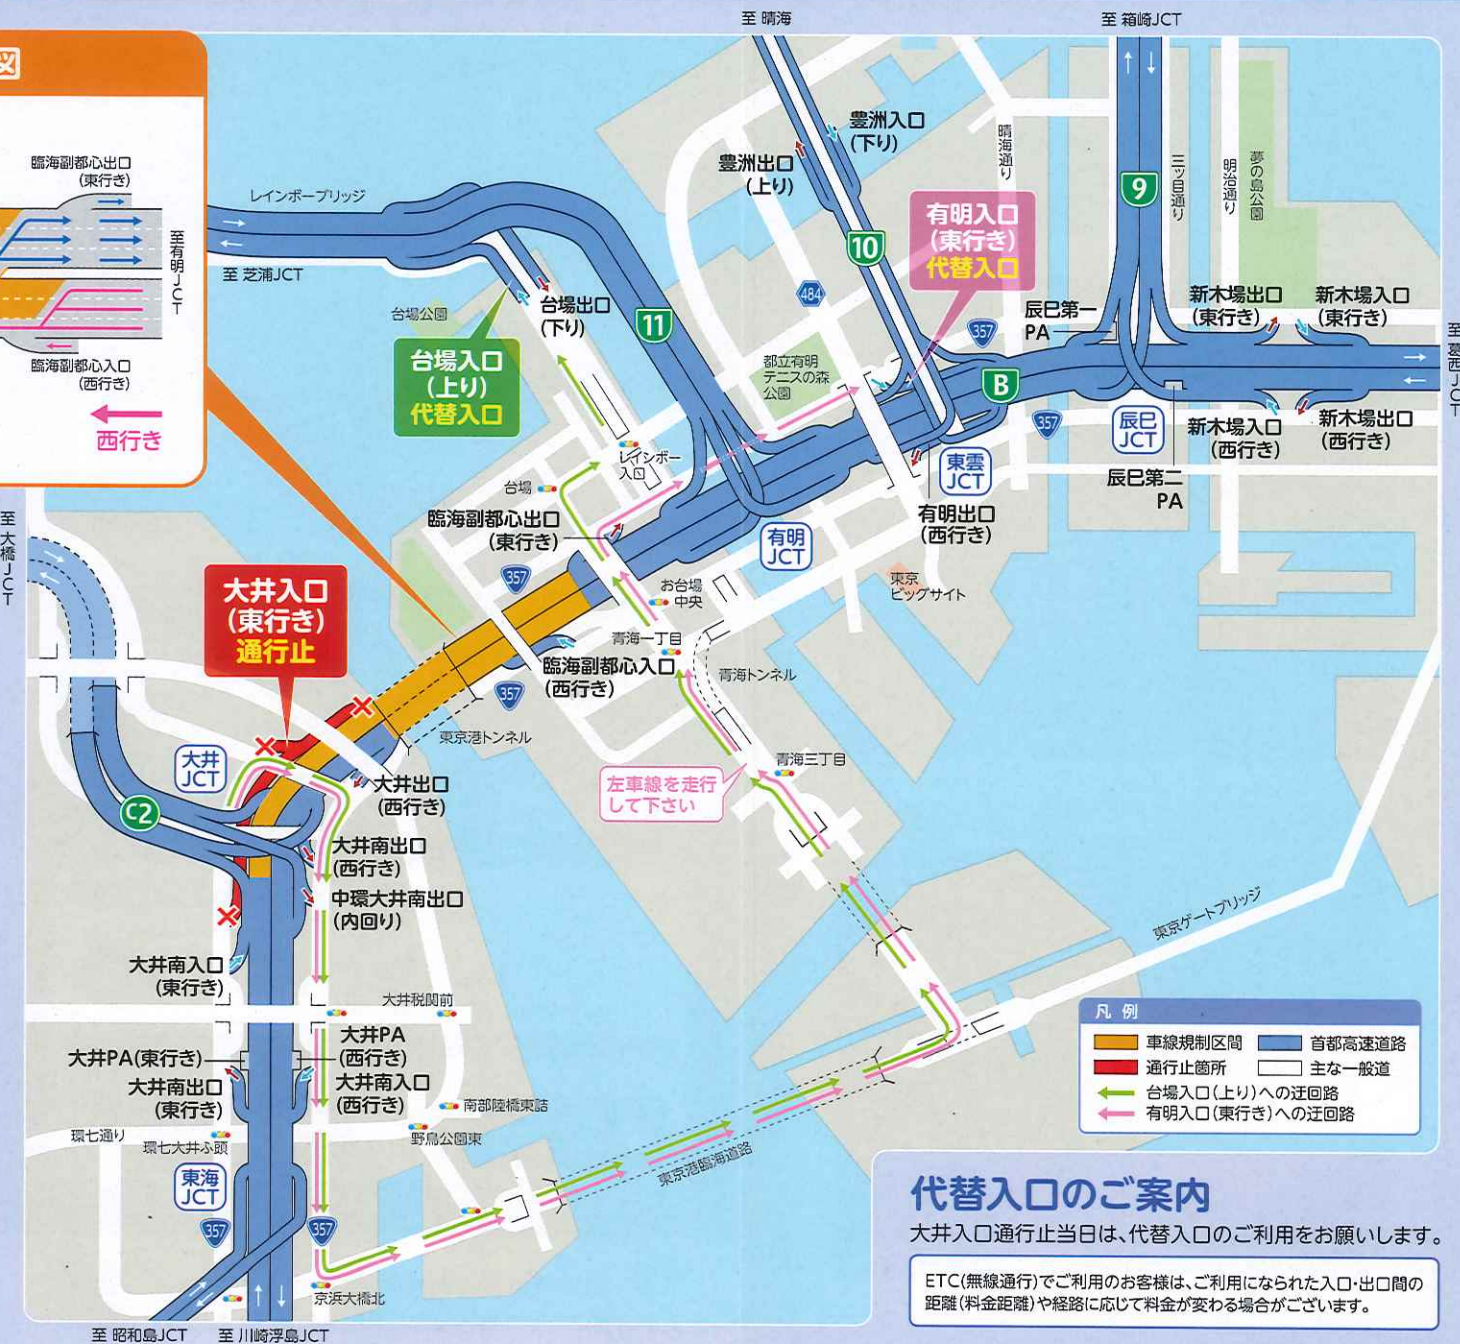 至 晴海
至 箱崎JCT
図
臨海副都心出口
(東行き)
至有明JCT
臨海副都心入口
(西行き)
西行き
レインボーブリッジ
至 芝浦JCT
豊洲入口
(下り)
豊洲出口
(上り)
晴海通り
三ツ目通り
明治通り
夢の島公園
9
10
有明入口
(東行き)
代替入口
484
357
台場公園
台場出口
(下り)
11
台場入口
(上り)
代替入口
都立有明
テニスの森
公園
辰巳第一
PA
新木場出口
(東行き)
新木場入口
(東行き)
至 葛西JCT
B
357
辰巳
JCT
新木場入口
(西行き)
新木場出口
(西行き)
辰巳第二
PA
東雲
JCT
有明出口
(西行き)
レインボー
入口
台場
臨海副都心出口
(東行き)
有明
JCT
357
お台場
中央
東京
ビッグサイト
至 大橋JCT
大井入口
(東行き)
通行止
青海一丁目
臨海副都心入口
(西行き)
357
青海トンネル
東京港トンネル
大井
JCT
C2
大井出口
(西行き)
青海三丁目
左車線を走行
して下さい
大井南出口
(西行き)
中環大井南出口
(内回り)
大井南入口
(東行き)
大井税関前
東京ゲートブリッジ
大井PA(東行き)
大井PA
(西行き)
大井南出口
(東行き)
大井南入口
(西行き)
南部陸橋東詰
環七通り
環七大井ふ頭
野鳥公園東
東海
JCT
357
357
東京港臨海道路
京浜大橋北
至 昭和島JCT
至 川崎浮島JCT
凡例
車線規制区間
首都高速道路
通行止箇所
主な一般道
台場入口(上り)への迂回路
有明入口(東行き)への迂回路
代替入口のご案内
大井入口通行止当日は、代替入口のご利用をお願いします。
ETC(無線通行)でご利用のお客様は、ご利用になられた入口・出口間の
距離(料金距離)や経路に応じて料金が変わる場合がございます。